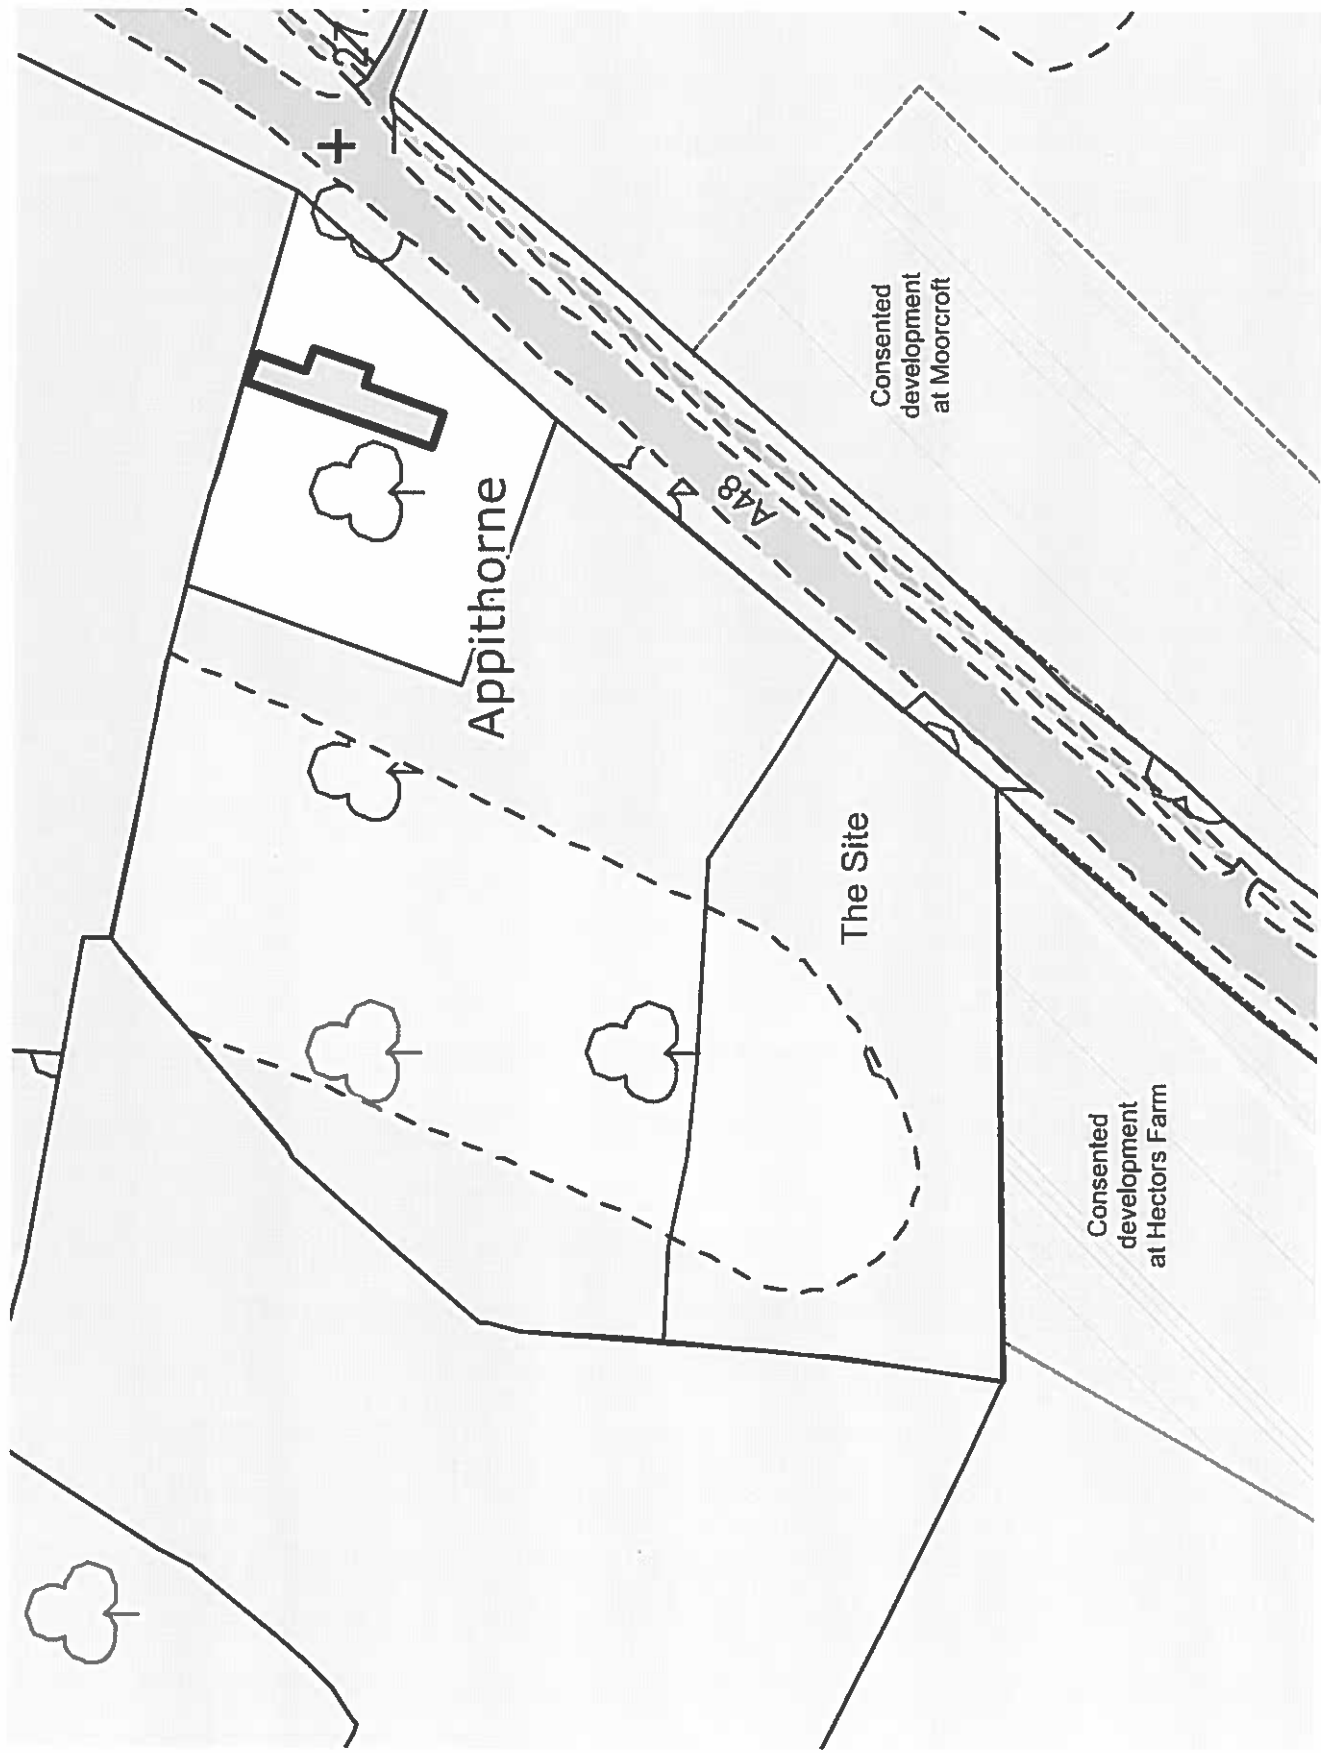 Appithorne
A48
The Site
Consented
development
at Moorcroft
Consented
development
at Hectors Farm